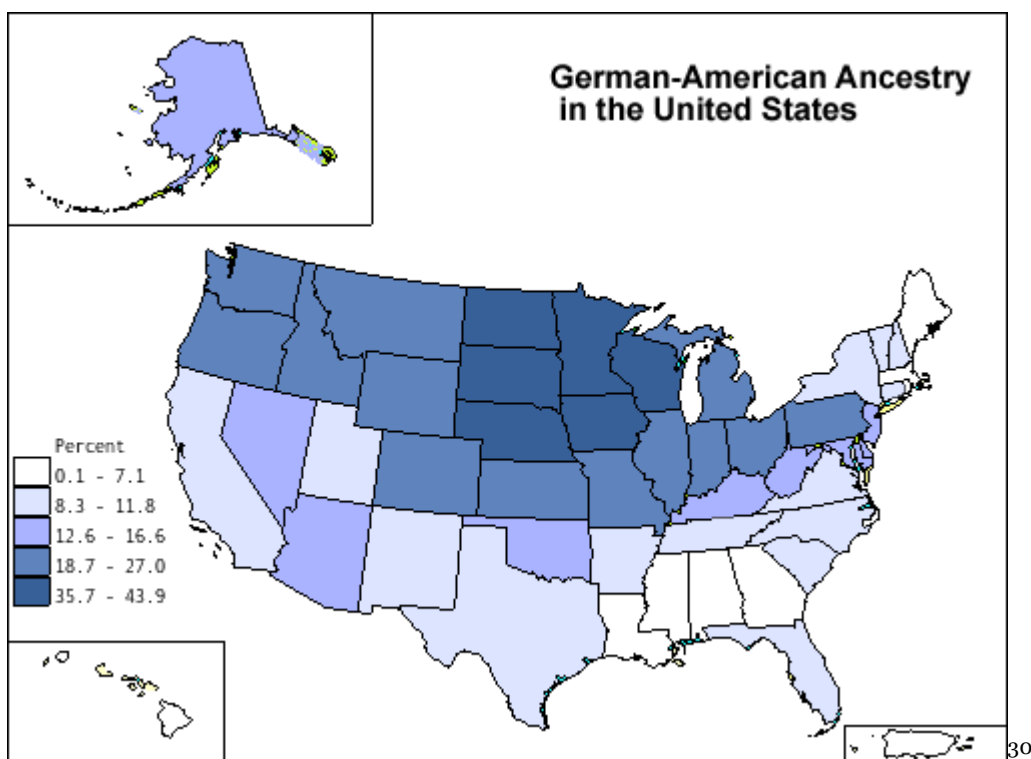 German-American Ancestry
in the United States
Percent
0.1 - 7.1
8.3 - 11.8
12.6 - 16.6
18.7 - 27.0
35.7 - 43.9
30